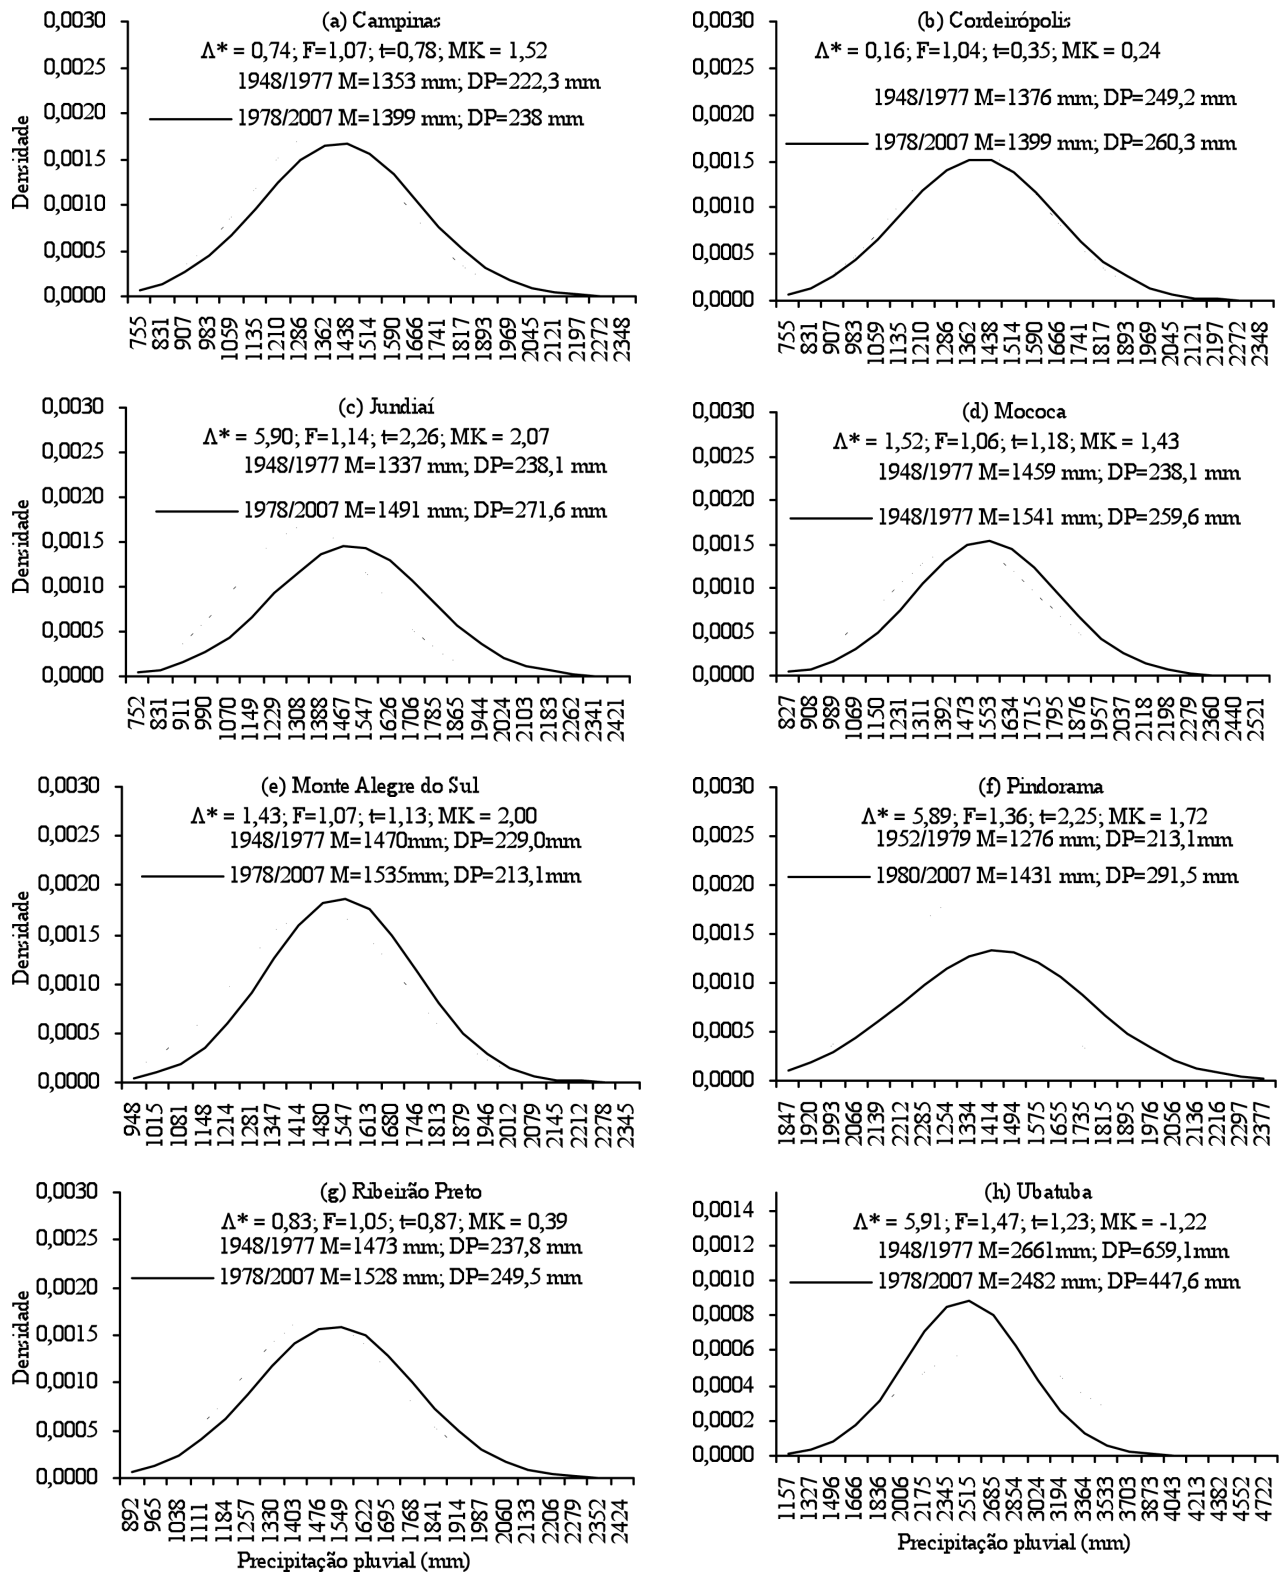 (a) Campinas
Λ* = 0,74; F=1,07; t=0,78; MK = 1,52
1948/1977 M=1353 mm; DP=222,3 mm
1978/2007 M=1399 mm; DP=238 mm
Densidade
0,0030
0,0025
0,0020
0,0015
0,0010
0,0005
0,0000
755 831 907 983 1059 1135 1210 1286 1362 1438 1514 1590 1666 1741 1817 1893 1969 2045 2121 2197 2272 2348
(b) Cordeirópolis
Λ* = 0,16; F=1,04; t=0,35; MK = 0,24
1948/1977 M=1376 mm; DP=249,2 mm
1978/2007 M=1399 mm; DP=260,3 mm
0,0030
0,0025
0,0020
0,0015
0,0010
0,0005
0,0000
755 831 907 983 1059 1135 1210 1286 1362 1438 1514 1590 1666 1741 1817 1893 1969 2045 2121 2197 2272 2348
(c) Jundiaí
Λ* = 5,90; F=1,14; t=2,26; MK = 2,07
1948/1977 M=1337 mm; DP=238,1 mm
1978/2007 M=1491 mm; DP=271,6 mm
Densidade
0,0030
0,0025
0,0020
0,0015
0,0010
0,0005
0,0000
752 831 911 990 1070 1149 1229 1308 1388 1467 1547 1626 1706 1785 1865 1944 2024 2103 2183 2262 2341 2421
(d) Mococa
Λ* = 1,52; F=1,06; t=1,18; MK = 1,43
1948/1977 M=1459 mm; DP=238,1 mm
1948/1977 M=1541 mm; DP=259,6 mm
0,0030
0,0025
0,0020
0,0015
0,0010
0,0005
0,0000
827 908 989 1069 1150 1231 1311 1392 1473 1553 1634 1715 1795 1876 1957 2037 2118 2198 2279 2360 2440 2521
(e) Monte Alegre do Sul
Λ* = 1,43; F=1,07; t=1,13; MK = 2,00
1948/1977 M=1470mm; DP=229,0mm
1978/2007 M=1535mm; DP=213,1mm
Densidade
0,0030
0,0025
0,0020
0,0015
0,0010
0,0005
0,0000
948 1015 1081 1148 1214 1281 1347 1414 1480 1547 1613 1680 1746 1813 1879 1946 2012 2079 2145 2212 2278 2345
(f) Pindorama
Λ* = 5,89; F=1,36; t=2,25; MK = 1,72
1952/1979 M=1276 mm; DP=213,1mm
1980/2007 M=1431 mm; DP=291,5 mm
0,0030
0,0025
0,0020
0,0015
0,0010
0,0005
0,0000
1847 1920 1993 2066 2139 2212 2285 1254 1334 1414 1494 1575 1655 1735 1815 1895 1976 2056 2136 2216 2297 2377
(g) Ribeirão Preto
Λ* = 0,83; F=1,05; t=0,87; MK = 0,39
1948/1977 M=1473 mm; DP=237,8 mm
1978/2007 M=1528 mm; DP=249,5 mm
Densidade
0,0030
0,0025
0,0020
0,0015
0,0010
0,0005
0,0000
892 965 1038 1111 1184 1257 1330 1403 1476 1549 1622 1695 1768 1841 1914 1987 2060 2133 2206 2279 2352 2424
Precipitação pluvial (mm)
(h) Ubatuba
Λ* = 5,91; F=1,47; t=1,23; MK = -1,22
1948/1977 M=2661mm; DP=659,1mm
1978/2007 M=2482 mm; DP=447,6 mm
0,0014
0,0012
0,0010
0,0008
0,0006
0,0004
0,0002
0,0000
1157 1327 1496 1666 1836 2006 2175 2345 2515 2685 2854 3024 3194 3364 3533 3703 3873 4043 4213 4382 4552 4722
Precipitação pluvial (mm)